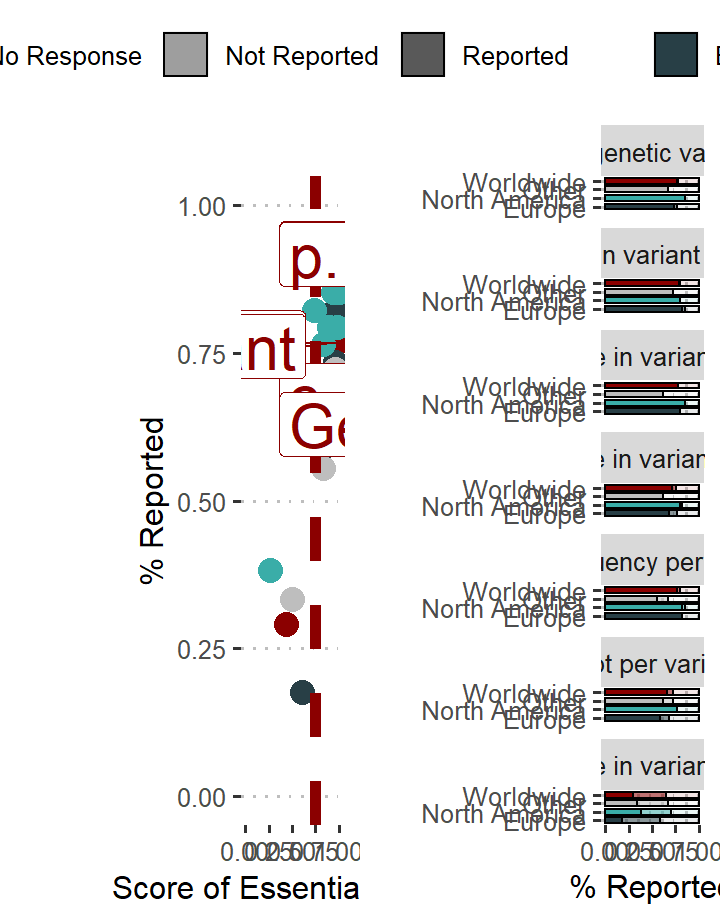 No Response Not Reported Reported
genetic va
Worldwide
Other
North America
Europe
1.00
p.
n variant
Worldwide
Other
North America
Europe
nt
0.75
e in varian
Worldwide
Other
North America
Europe
Ge
e in varian
Worldwide
Other
North America
Europe
% Reported
0.50
uency per
Worldwide
Other
North America
Europe
0.25
ot per vari
Worldwide
Other
North America
Europe
e in varian
Worldwide
Other
North America
Europe
0.00
Score of Essentia
% Reporte